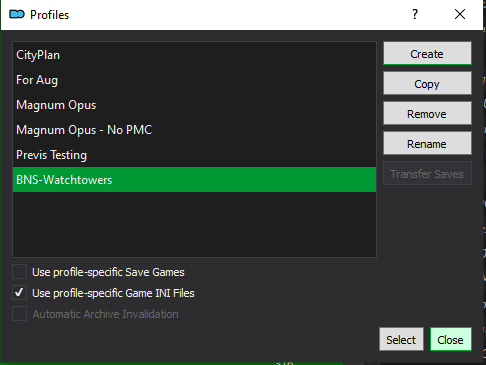 Profiles
?
CityPlan
For Aug
Magnum Opus
Magnum Opus - No PMC
Previs Testing
BNS-Watchtowers
Create
Copy
Remove
Rename
Transfer Saves
Use profile-specific Save Games
Use profile-specific Game INI Files
Automatic Archive Invalidation
Select
Close